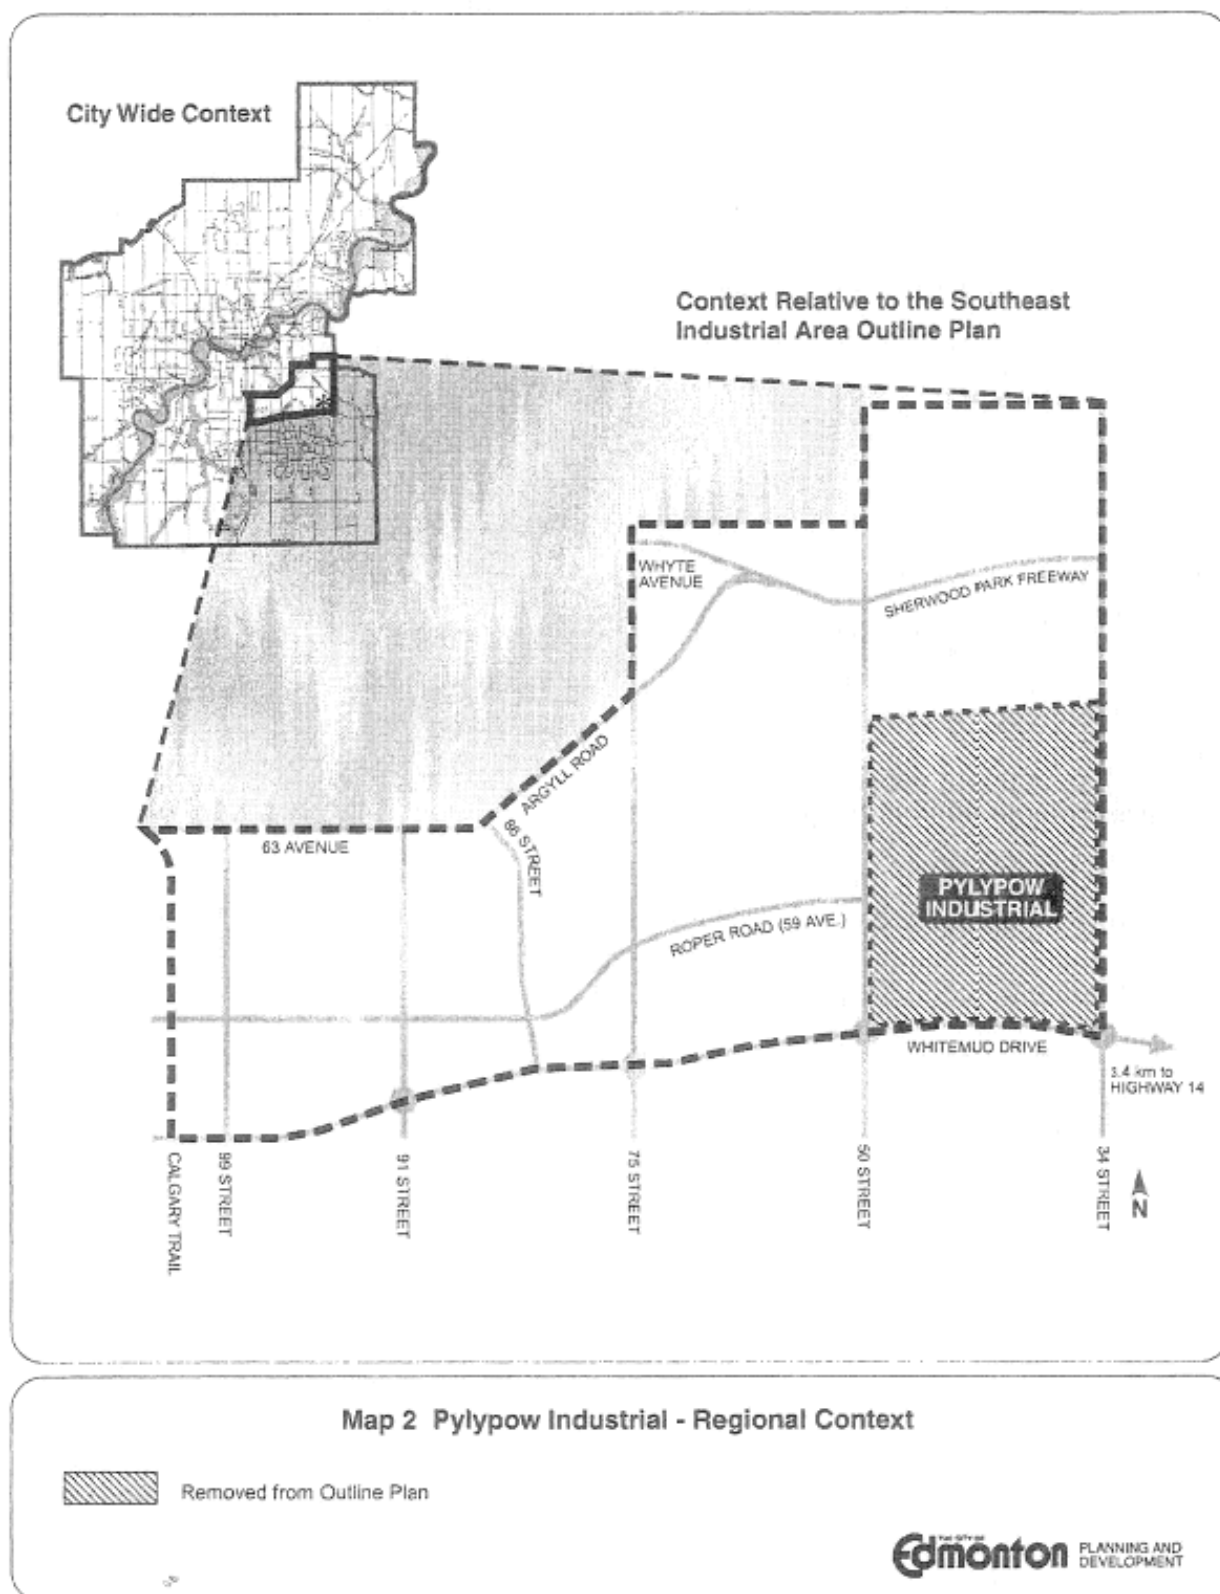 City Wide Context
Context Relative to the Southeast
Industrial Area Outline Plan
WHYTE
AVENUE
SHERWOOD PARK FREEWAY
ARGYLL ROAD
86 STREET
63 AVENUE
PYLYPOW
INDUSTRIAL
ROPER ROAD (59 AVE.)
WHITEMUD DRIVE
3.4 km to
HIGHWAY 14
CALGARY TRAIL
99 STREET
91 STREET
75 STREET
50 STREET
34 STREET
N
Map 2 Pylypow Industrial - Regional Context
Removed from Outline Plan
THE CITY OF
Edmonton
PLANNING AND
DEVELOPMENT